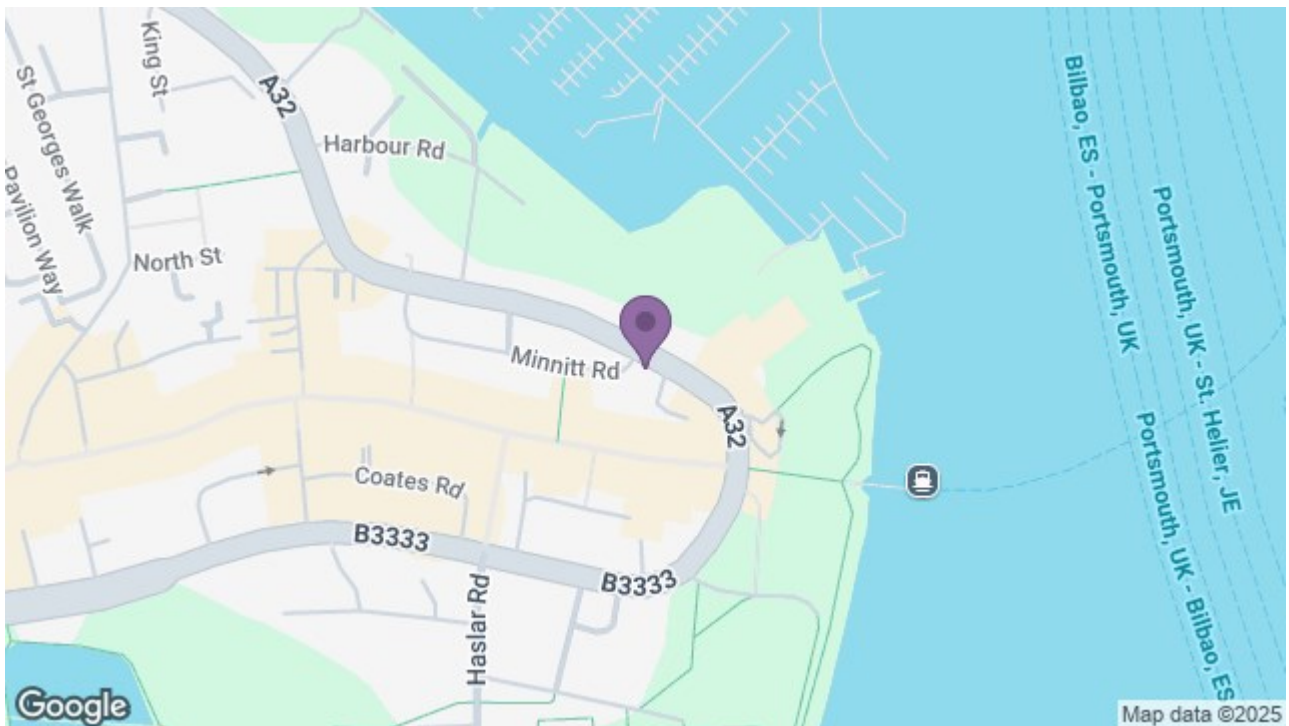 King St
St Georges Walk
Pavilion Way
A32
Harbour Rd
North St
Minnitt Rd
A32
Coates Rd
B3333
B3333
Haslar Rd
Bilbao, ES - Portsmouth, UK
Portsmouth, UK - St. Helier, JE
Portsmouth, UK - Bilbao, ES
Google
Map data ©2025